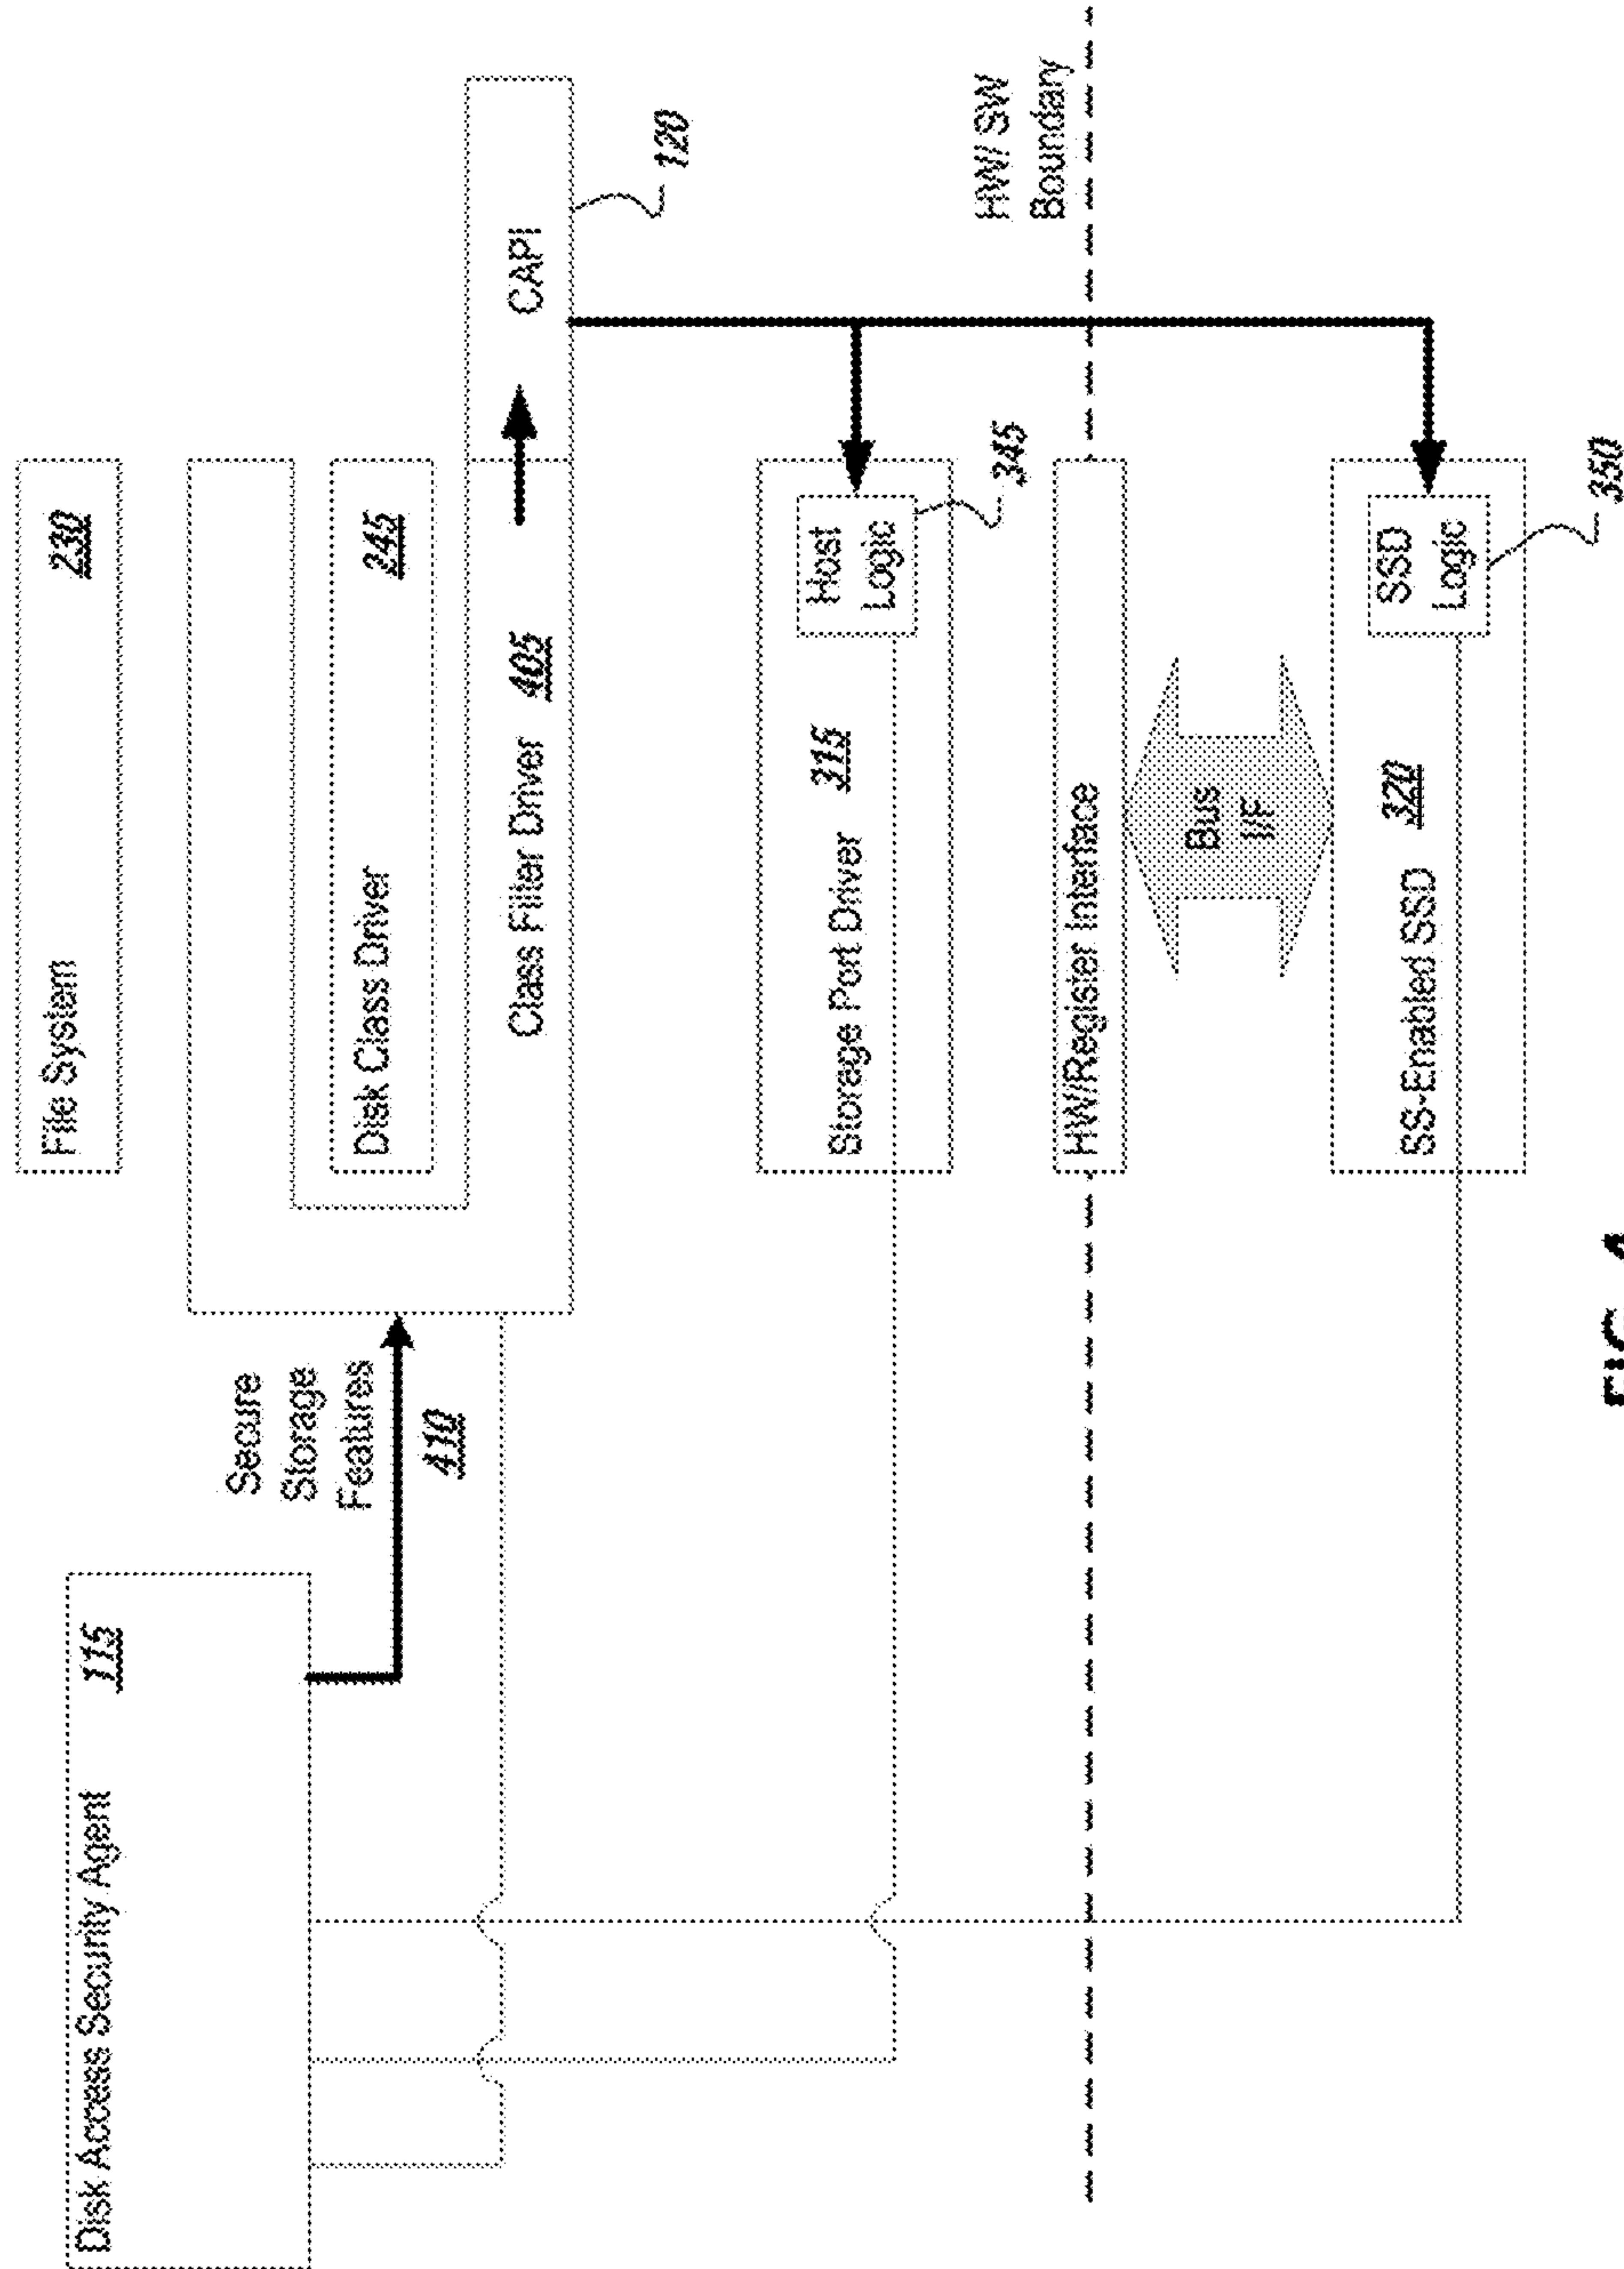 File System 230
Disk Access Security Agent 115
Secure
Storage
Features
410
Disk Class Driver 245
Class Filter Driver 405
CAPI
120
Storage Port Driver 315
Host
Logic
345
HW/ SW
Boundary
HW/Register Interface
Bus
I/F
SS-Enabled SSD 320
SSD
Logic
350